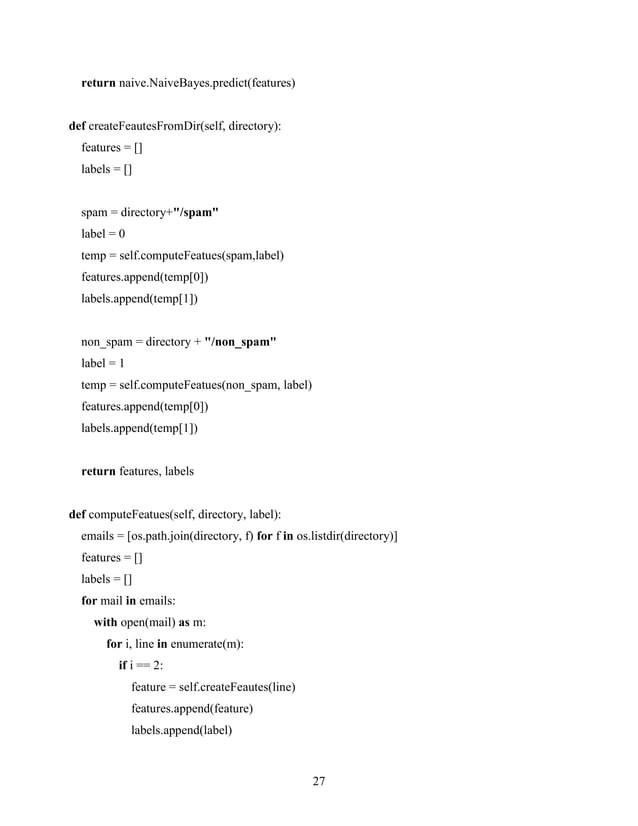 return naive.NaiveBayes.predict(features)
def createFeautesFromDir(self, directory):
features = []
labels = []
spam = directory+"/spam"
label = 0
temp = self.computeFeatues(spam,label)
features.append(temp[0])
labels.append(temp[1])
non_spam = directory + "/non_spam"
label = 1
temp = self.computeFeatues(non_spam, label)
features.append(temp[0])
labels.append(temp[1])
return features, labels
def computeFeatues(self, directory, label):
emails = [os.path.join(directory, f) for f in os.listdir(directory)]
features = []
labels = []
for mail in emails:
with open(mail) as m:
for i, line in enumerate(m):
if i == 2:
feature = self.createFeautes(line)
features.append(feature)
labels.append(label)
27